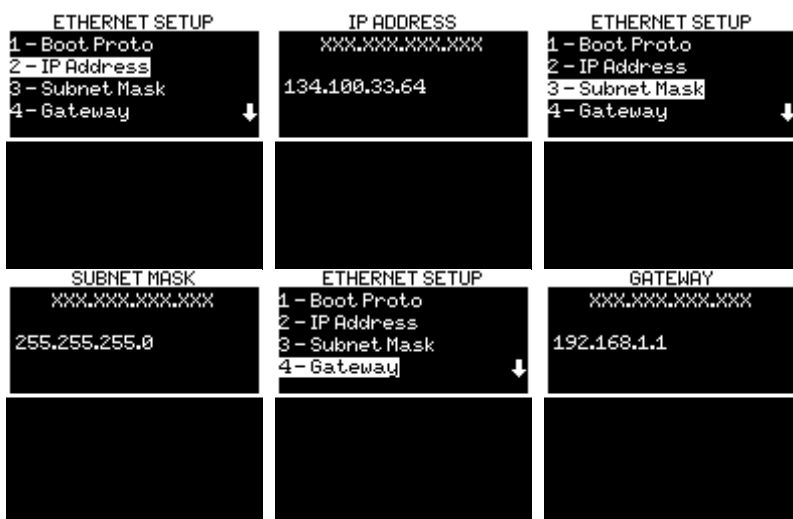 ETHERNET SETUP
1-Boot Proto
2-IP Address
3-Subnet Mask
4-Gateway
IP ADDRESS
XXX.XXX.XXX.XXX
134.100.33.64
ETHERNET SETUP
1-Boot Proto
2-IP Address
3-Subnet Mask
4-Gateway
SUBNET MASK
XXX.XXX.XXX.XXX
255.255.255.0
ETHERNET SETUP
1-Boot Proto
2-IP Address
3-Subnet Mask
4-Gateway
GATEWAY
XXX.XXX.XXX.XXX
192.168.1.1